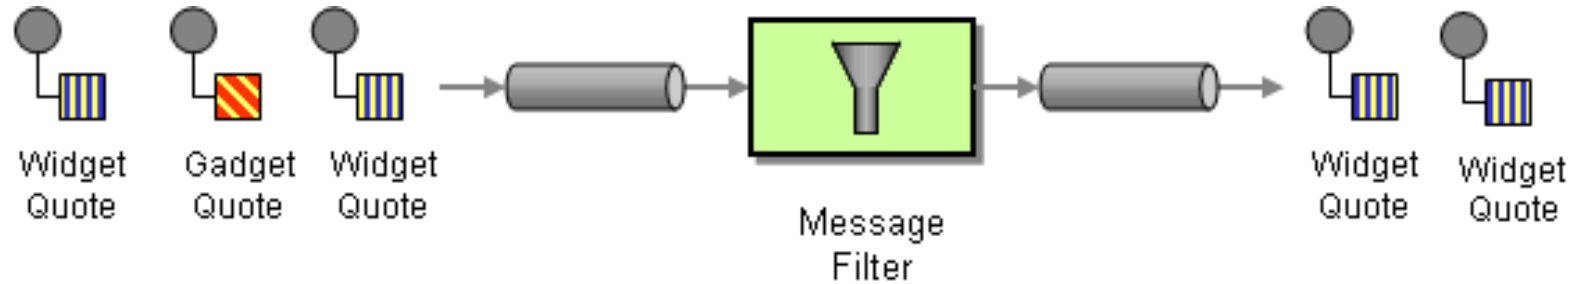 Widget
Quote
Gadget
Quote
Widget
Quote
Message
Filter
Widget
Quote
Widget
Quote